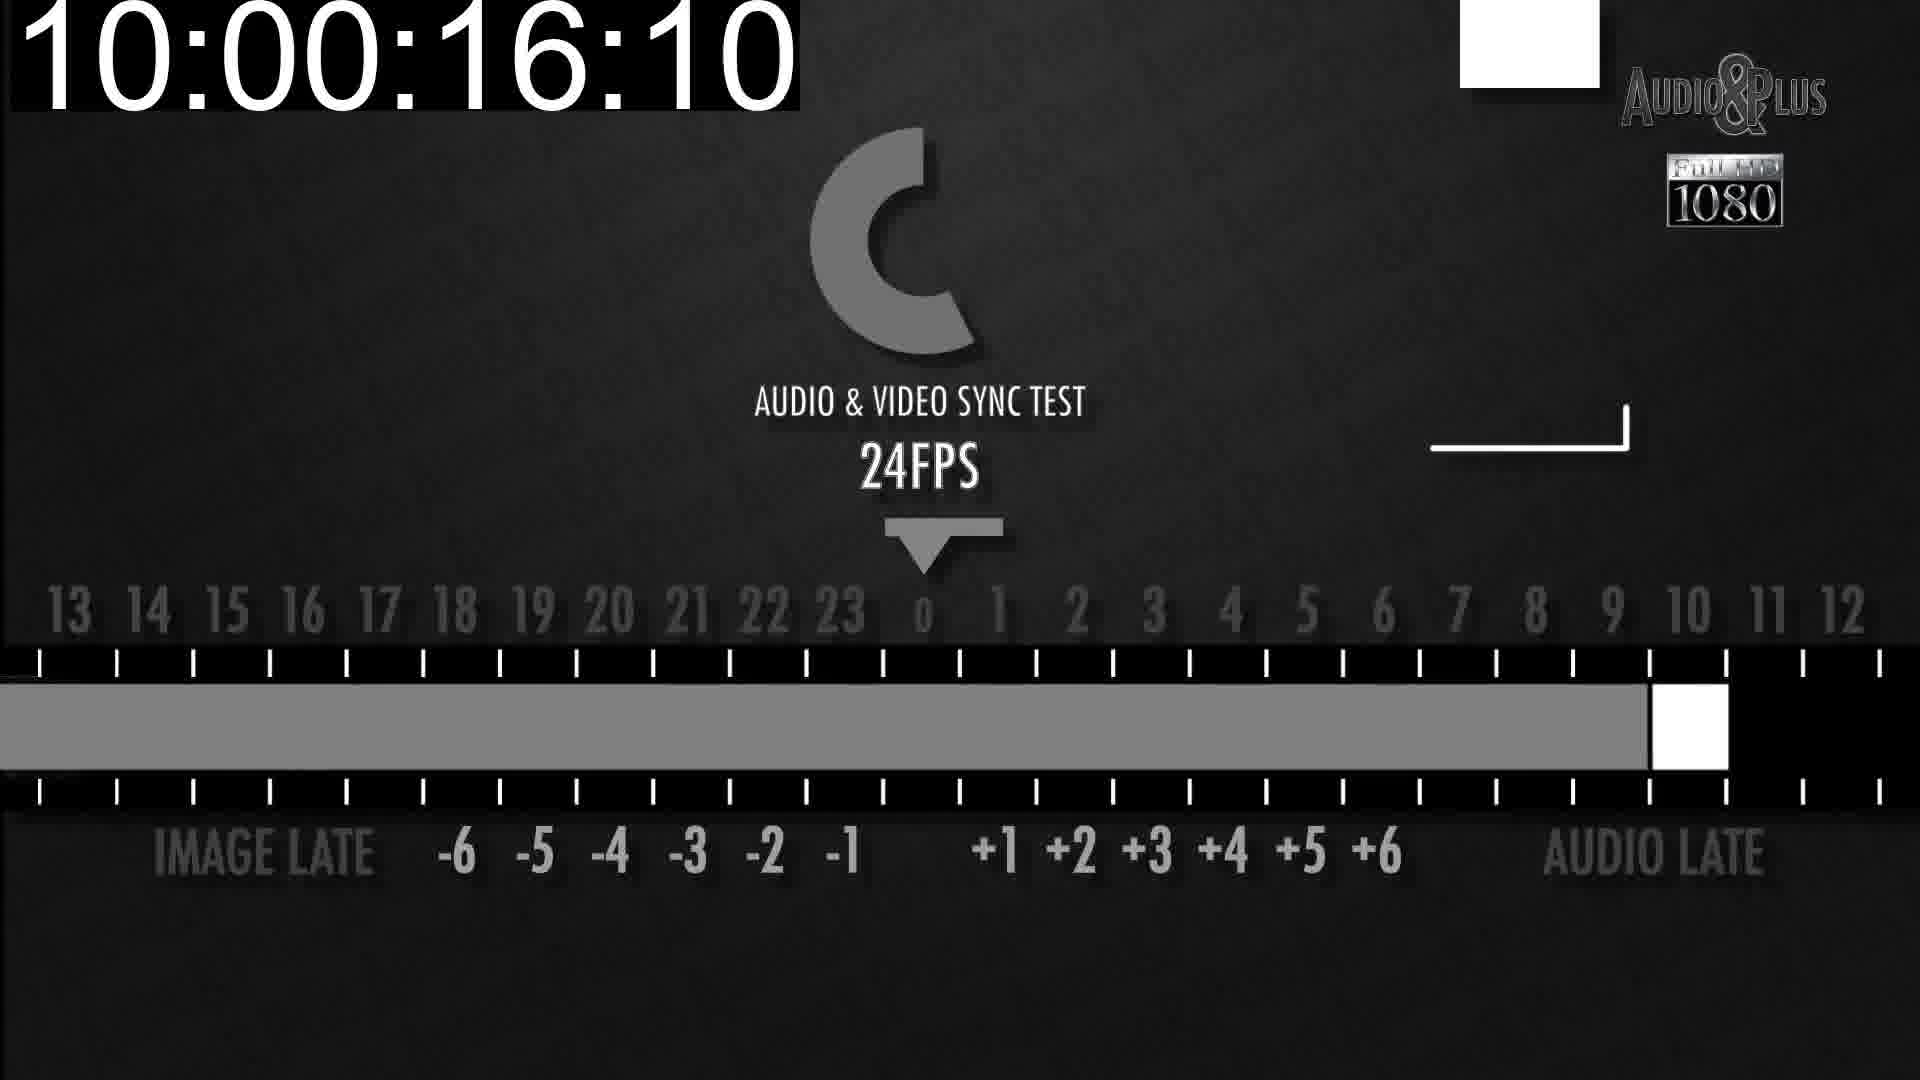 10:00:16:10
AUDIO & PLUS
Full HD
1080
AUDIO & VIDEO SYNC TEST
24FPS
13 14 15 16 17 18 19 20 21 22 23 0 1 2 3 4 5 6 7 8 9 10 11 12
IMAGE LATE -6 -5 -4 -3 -2 -1 +1 +2 +3 +4 +5 +6 AUDIO LATE